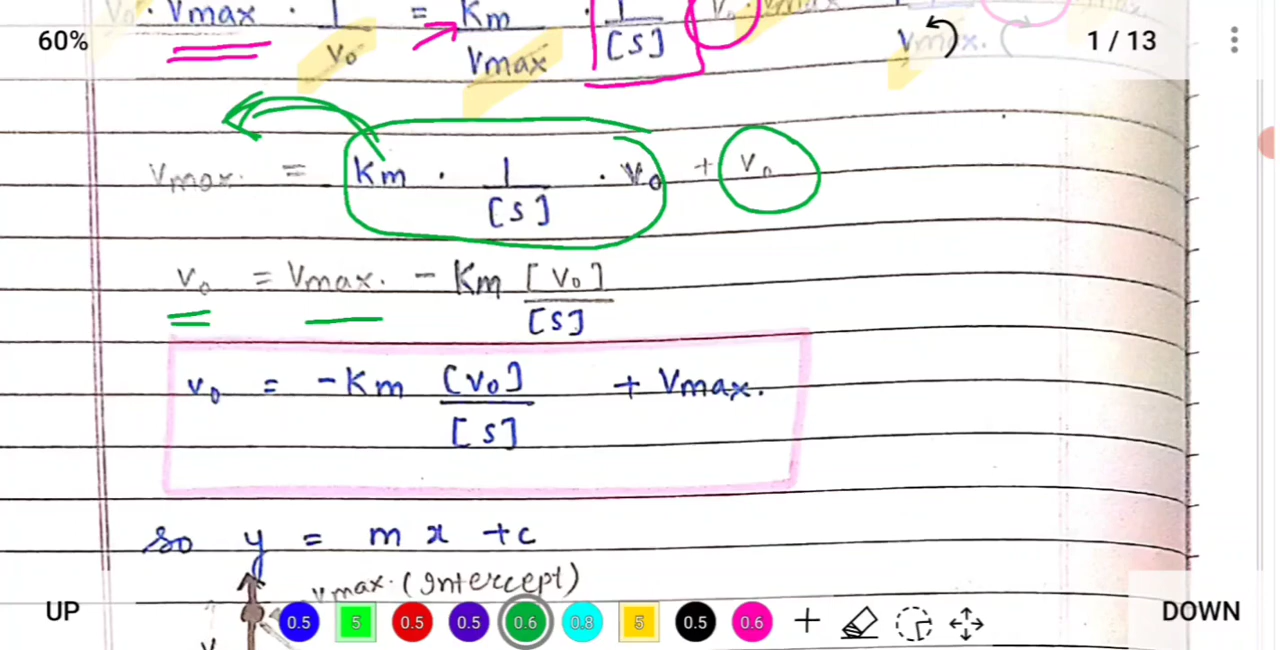 V₀ · Vmax · 1/V₀ = Km/Vmax · 1/[S]
60%
Vmax.
1 / 13
Vmax. = Km · 1/[S] · V₀ + V₀
V₀ = Vmax. - Km [V₀]/[S]
V₀ = -Km [V₀]/[S] + Vmax.
so y = m x + c
Vmax. (Intercept)
UP
0.5 5 0.5 0.5 0.6 0.8 5 0.5 0.6
DOWN